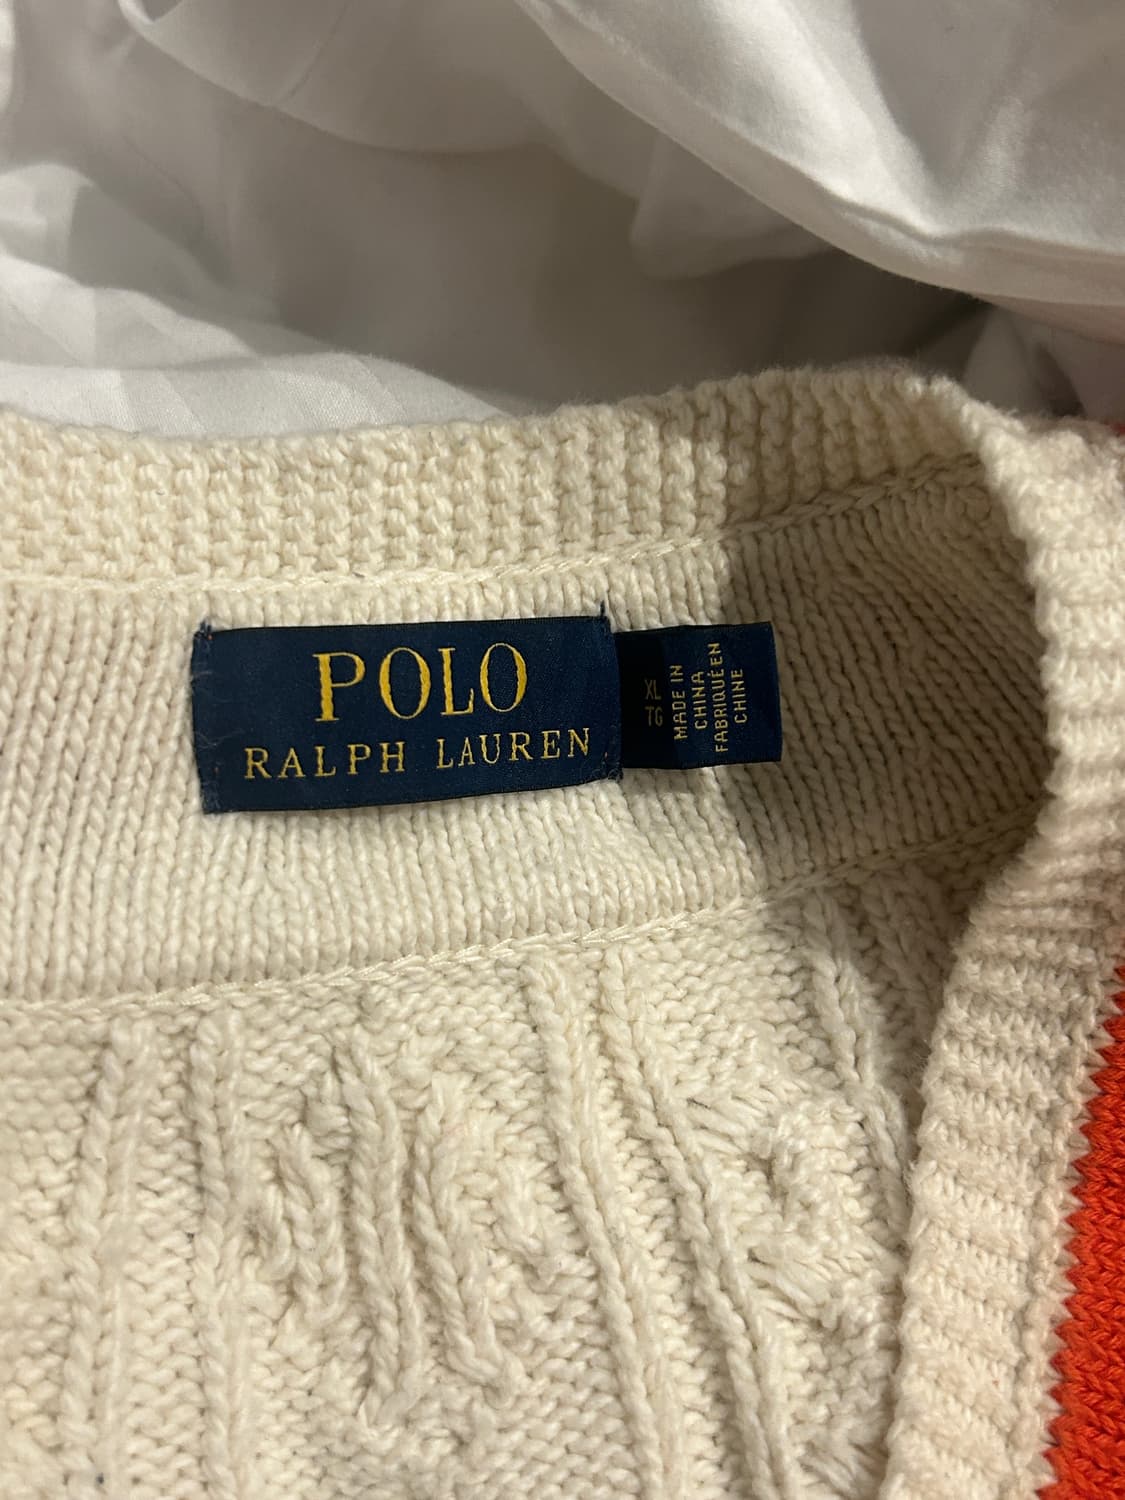 POLO
RALPH LAUREN
XL
TG
MADE IN
CHINA
FABRIQUÉ EN
CHINE